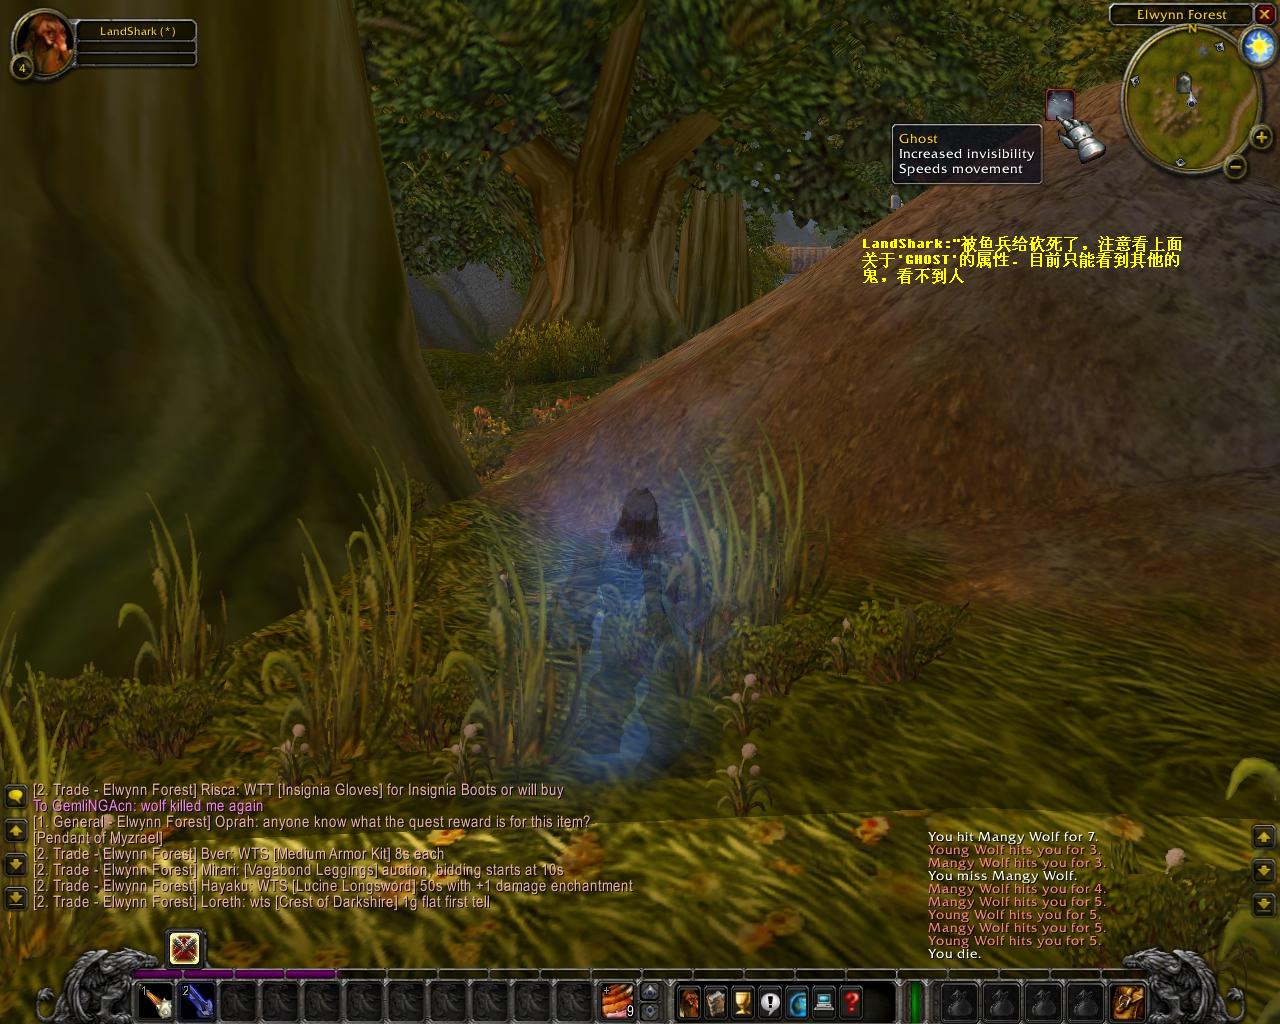 LandShark (*)
4
Elwynn Forest
N
Ghost
Increased invisibility
Speeds movement
LandShark:"被鱼兵给砍死了，注意看上面
关于'GHOST'的属性. 目前只能看到其他的
鬼，看不到人
[2. Trade - Elwynn Forest] Risca: WTT [Insignia Gloves] for Insignia Boots or will buy
To GemliNGAcn: wolf killed me again
[1. General - Elwynn Forest] Oprah: anyone know what the quest reward is for this item?
[Pendant of Myzrael]
[2. Trade - Elwynn Forest] Bver: WTS [Medium Armor Kit] 8s each
[2. Trade - Elwynn Forest] Mirari: [Vagabond Leggings] auction, bidding starts at 10s
[2. Trade - Elwynn Forest] Hayaku: WTS [Lucine Longsword] 50s with +1 damage enchantment
[2. Trade - Elwynn Forest] Loreth: wts [Crest of Darkshire] 1g flat first tell
You hit Mangy Wolf for 7.
Young Wolf hits you for 3.
Mangy Wolf hits you for 3.
You miss Mangy Wolf.
Mangy Wolf hits you for 4.
Mangy Wolf hits you for 5.
Young Wolf hits you for 5.
Mangy Wolf hits you for 5.
Young Wolf hits you for 5.
You die.
1
2
9